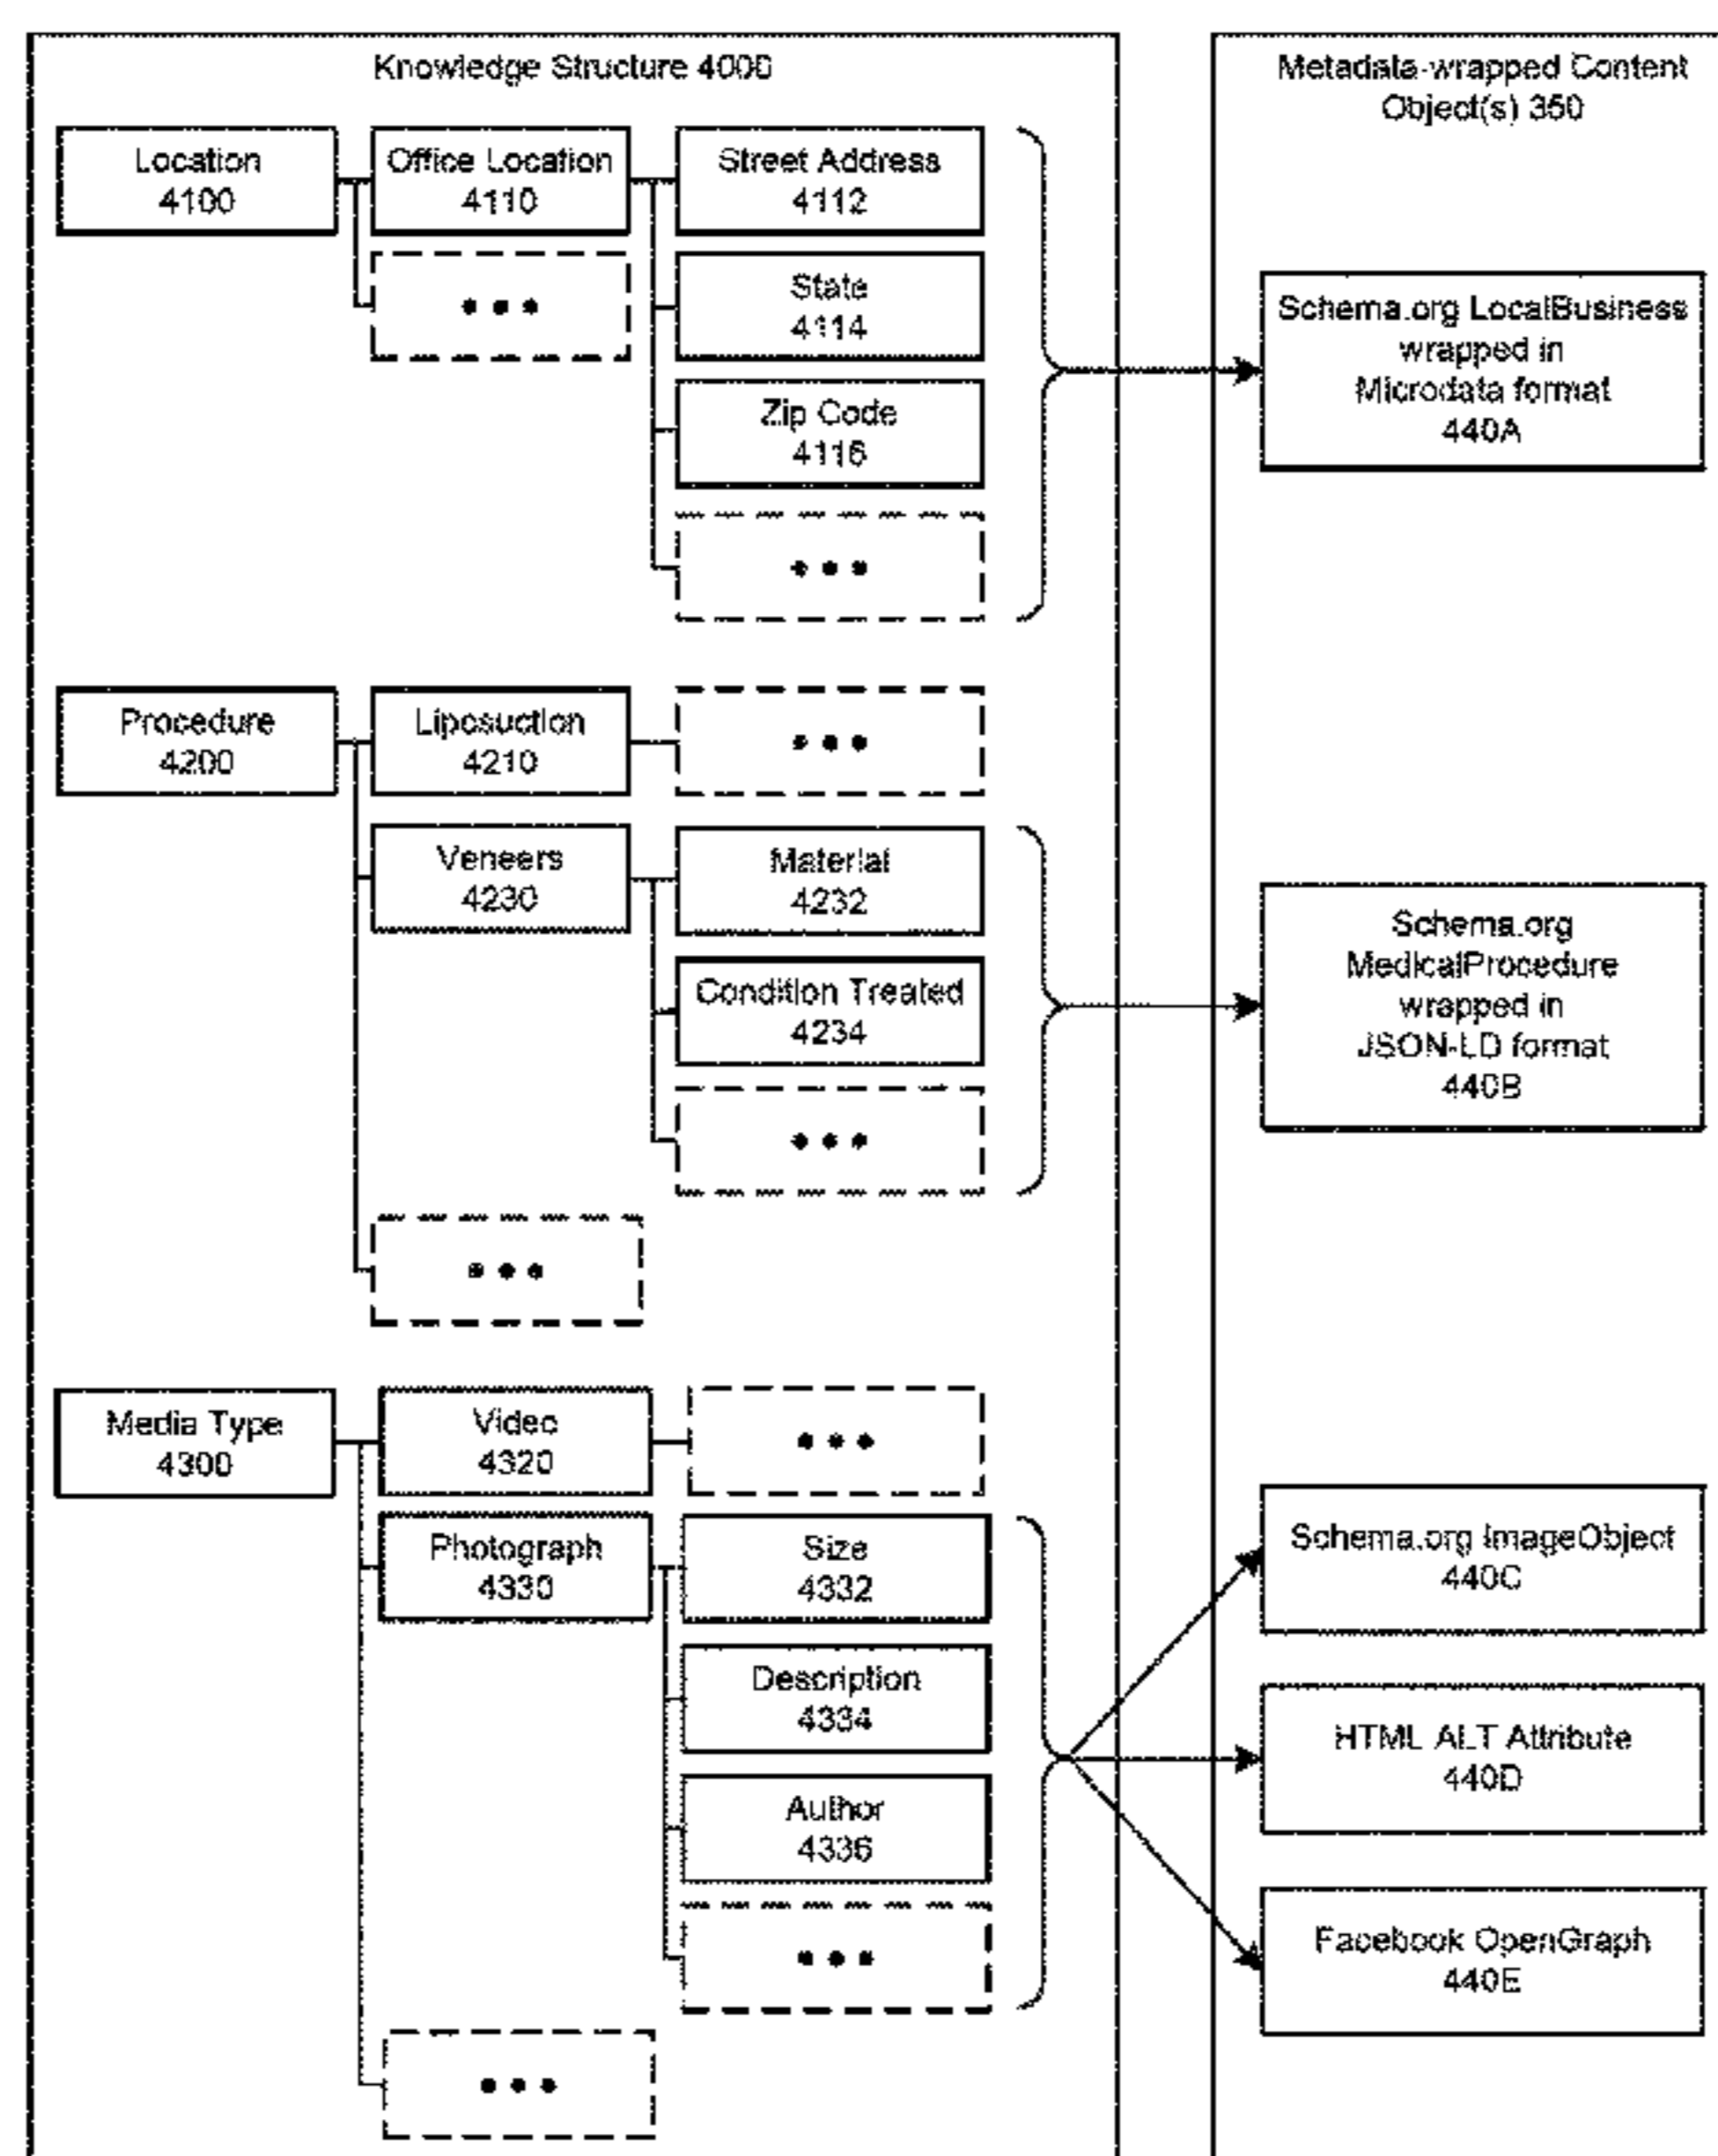 Knowledge Structure 4000
Metadata-wrapped Content
Object(s) 350
Location
4100
Office Location
4110
Street Address
4112
State
4114
Zip Code
4116
Schema.org LocalBusiness
wrapped in
Microdata format
440A
Procedure
4200
Liposuction
4210
Veneers
4230
Material
4232
Condition Treated
4234
Schema.org
MedicalProcedure
wrapped in
JSON-LD format
440B
Media Type
4300
Video
4320
Photograph
4330
Size
4332
Description
4334
Author
4336
Schema.org ImageObject
440C
HTML ALT Attribute
440D
Facebook OpenGraph
440E